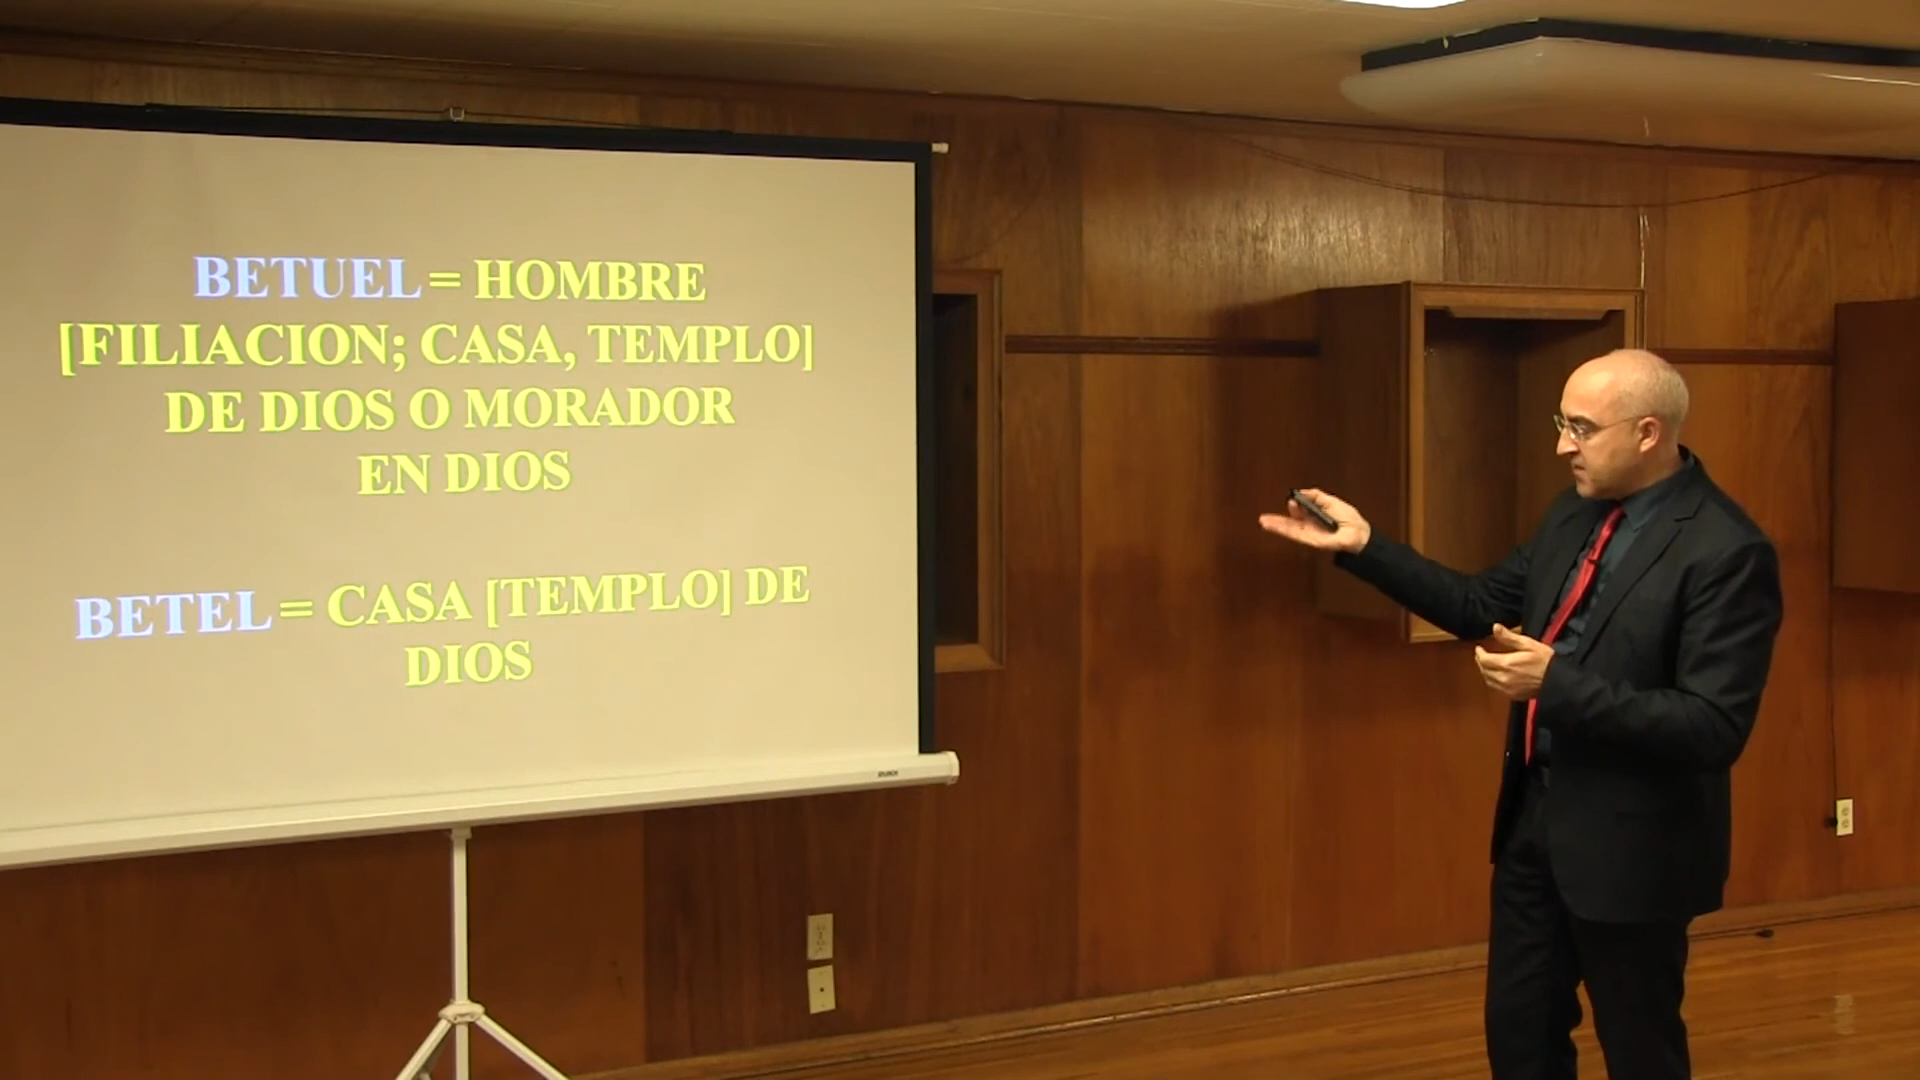 BETUEL = HOMBRE
[FILIACION; CASA, TEMPLO]
DE DIOS O MORADOR
EN DIOS
BETEL = CASA [TEMPLO] DE
DIOS